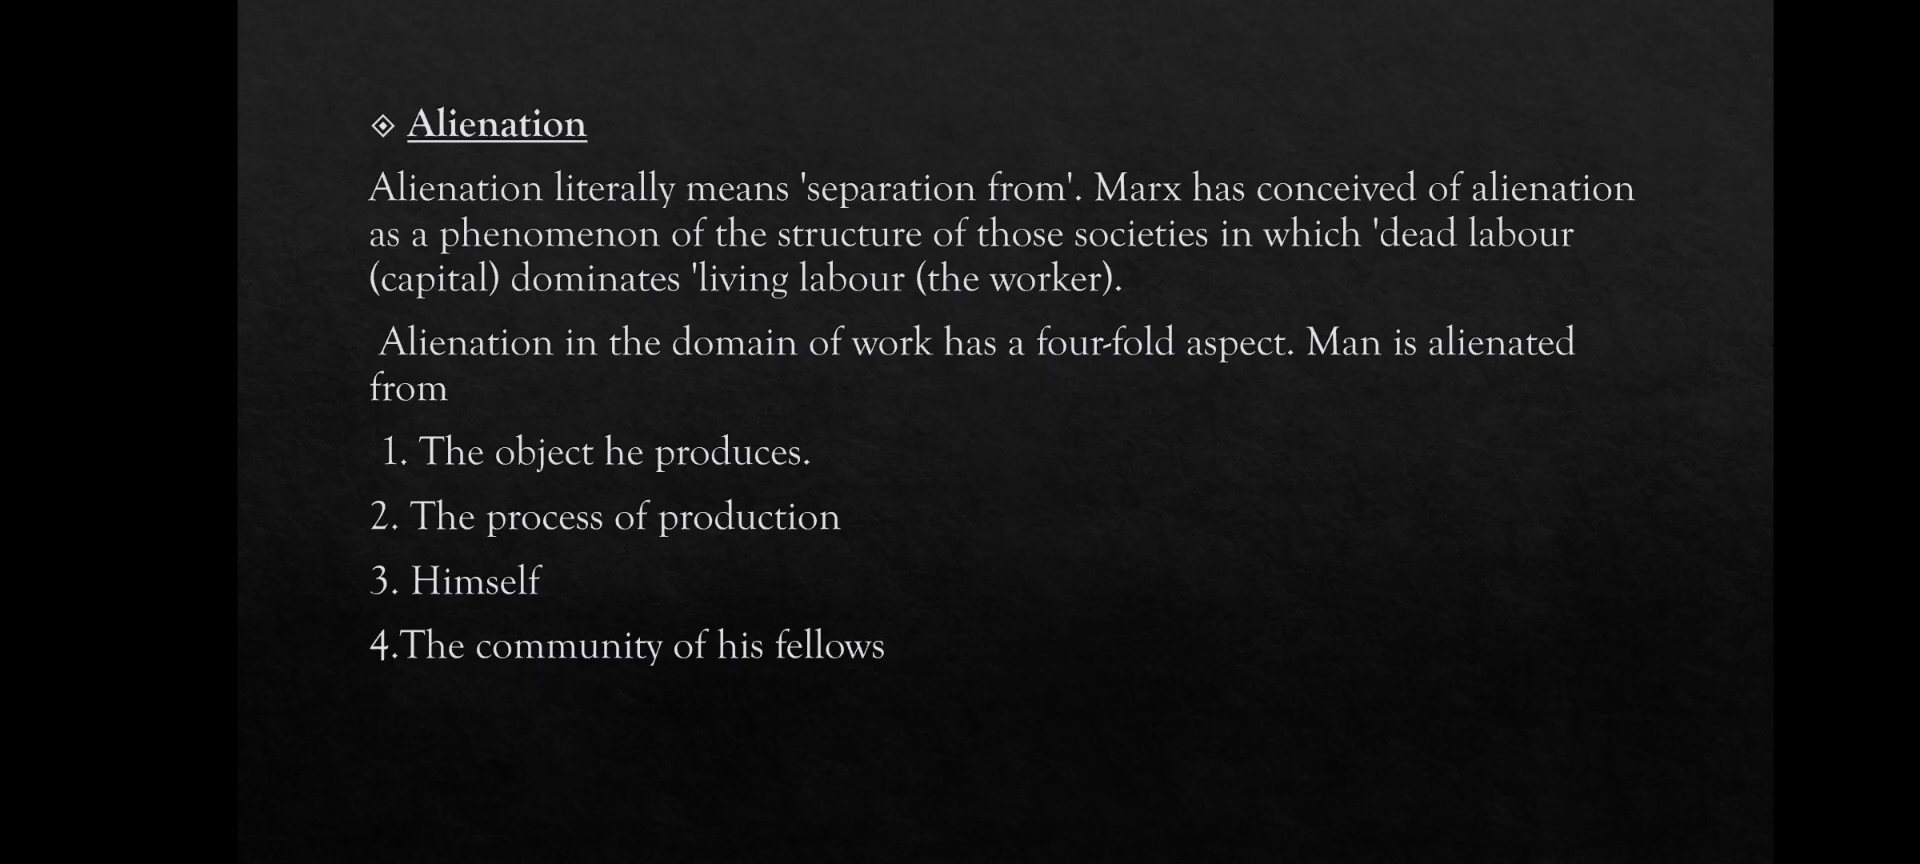 Alienation
Alienation literally means 'separation from'. Marx has conceived of alienation
as a phenomenon of the structure of those societies in which 'dead labour
(capital) dominates 'living labour (the worker).
Alienation in the domain of work has a four-fold aspect. Man is alienated
from
1. The object he produces.
2. The process of production
3. Himself
4.The community of his fellows